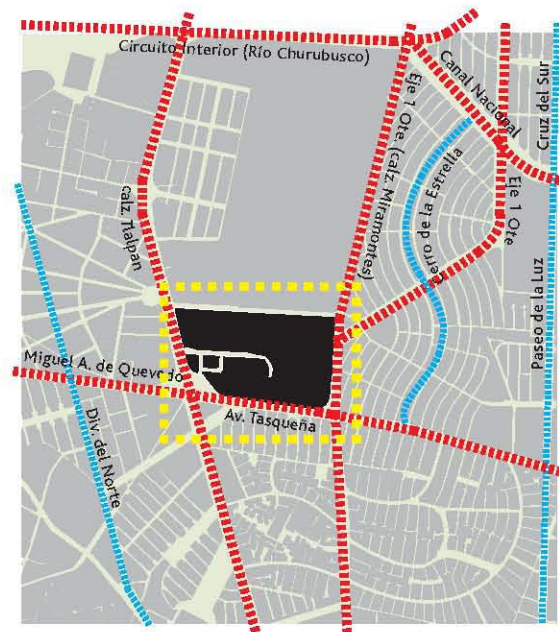 Circuito Interior (Río Churubusco)
Canal Nacional
Cruz del Sur
Eje 1 Ote. (calz. Miramontes)
Cerro de la Estrella
Eje 1 Ote
calz. Tlalpan
Paseo de la Luz
Miguel A. de Quevedo
Av. Tasqueña
Div. del Norte